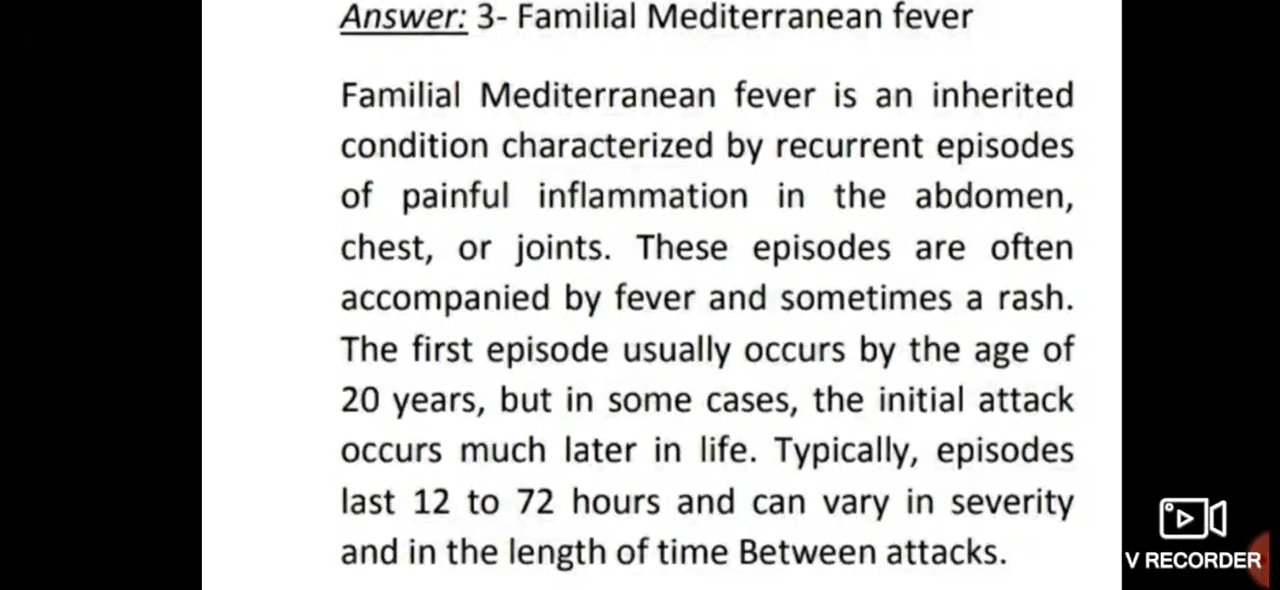 Answer: 3- Familial Mediterranean fever
Familial Mediterranean fever is an inherited
condition characterized by recurrent episodes
of painful inflammation in the abdomen,
chest, or joints. These episodes are often
accompanied by fever and sometimes a rash.
The first episode usually occurs by the age of
20 years, but in some cases, the initial attack
occurs much later in life. Typically, episodes
last 12 to 72 hours and can vary in severity
and in the length of time Between attacks.
V RECORDER